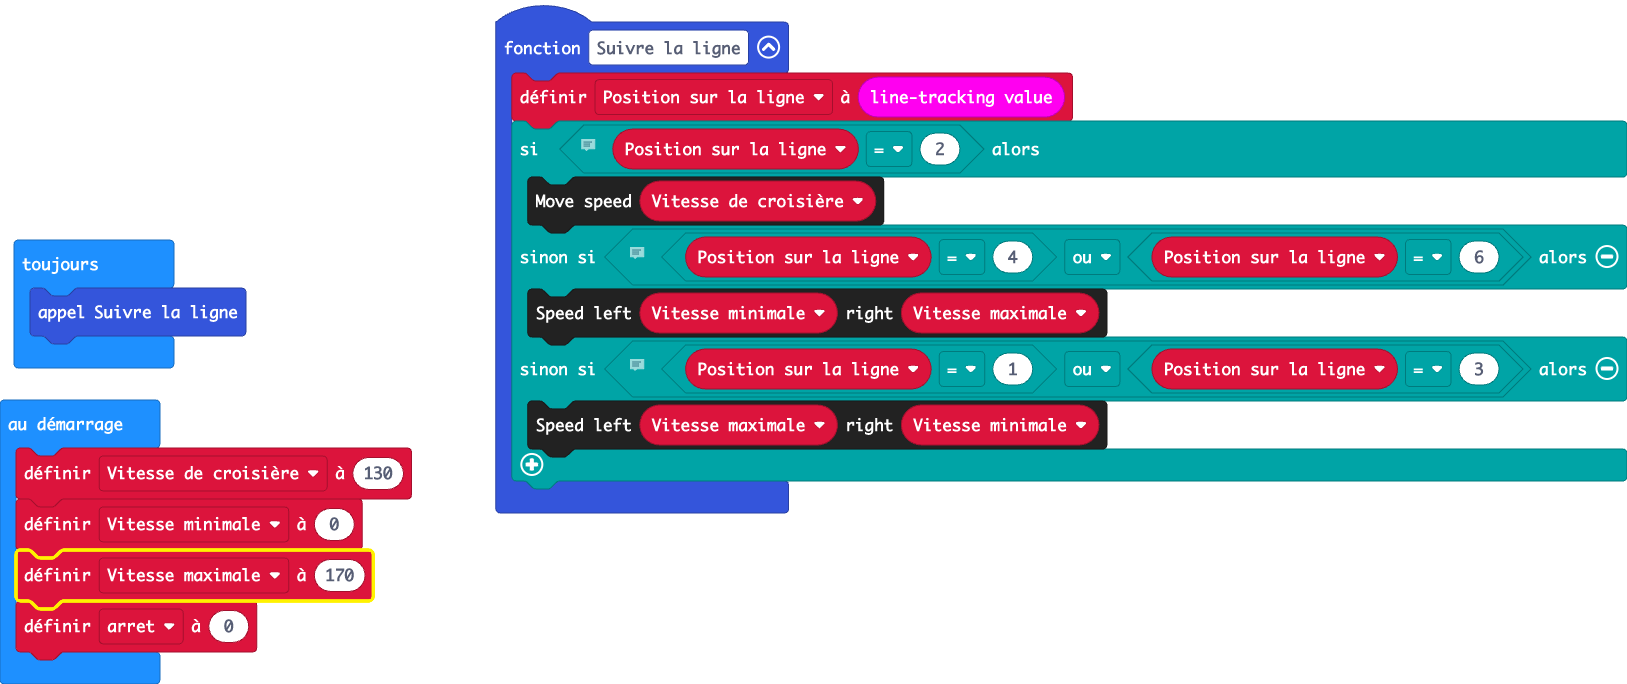 toujours
appel Suivre la ligne
au démarrage
définir Vitesse de croisière à 130
définir Vitesse minimale à 0
définir Vitesse maximale à 170
définir arret à 0
fonction Suivre la ligne
définir Position sur la ligne à line-tracking value
si Position sur la ligne = 2 alors
Move speed Vitesse de croisière
sinon si Position sur la ligne = 4 ou Position sur la ligne = 6 alors
Speed left Vitesse minimale right Vitesse maximale
sinon si Position sur la ligne = 1 ou Position sur la ligne = 3 alors
Speed left Vitesse maximale right Vitesse minimale